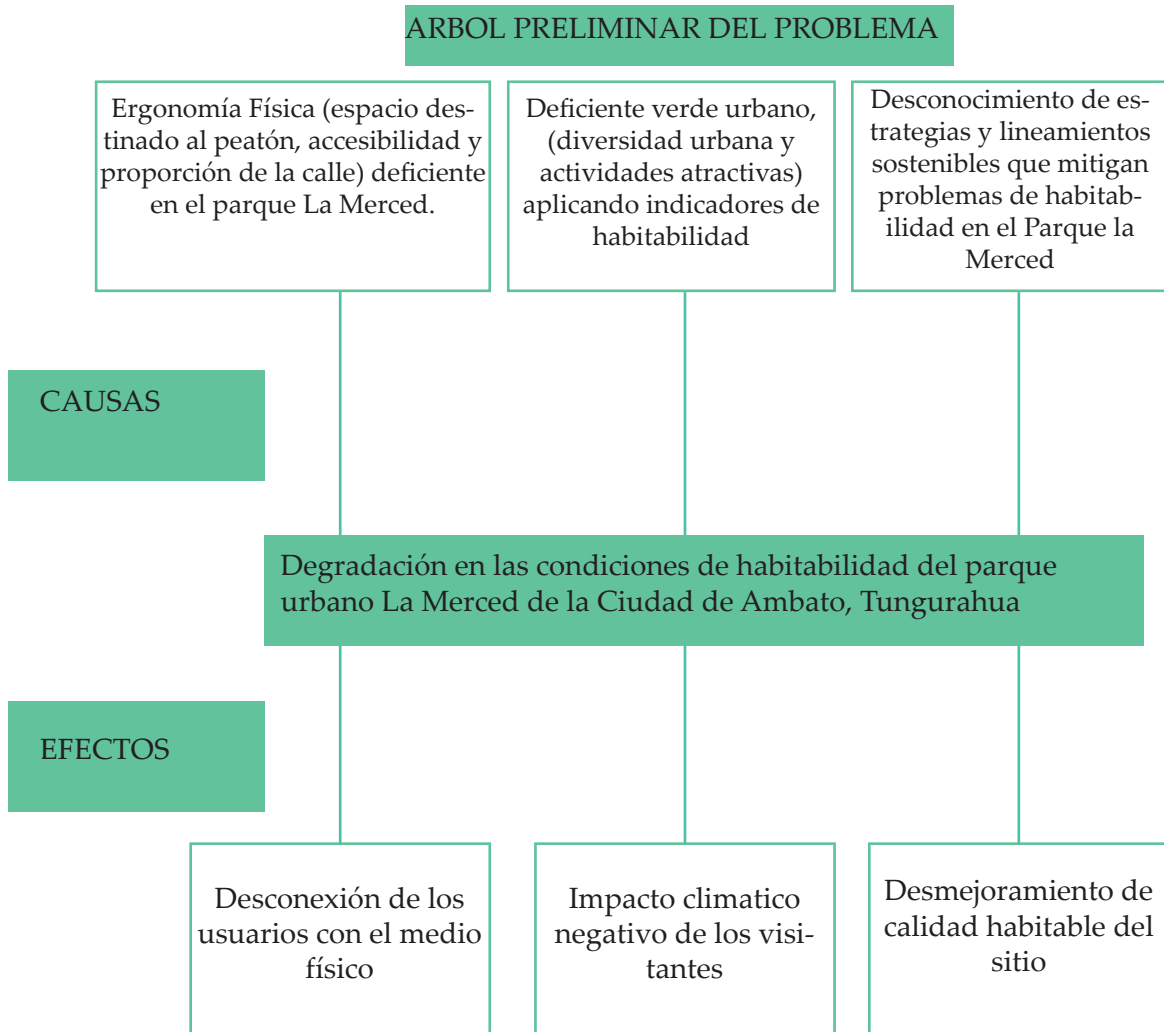 ARBOL PRELIMINAR DEL PROBLEMA
Ergonomía Física (espacio des-
tinado al peatón, accesibilidad y
proporción de la calle) deficiente
en el parque La Merced.
Deficiente verde urbano,
(diversidad urbana y
actividades atractivas)
aplicando indicadores de
habitabilidad
Desconocimiento de es-
trategias y lineamientos
sostenibles que mitigan
problemas de habitab-
ilidad en el Parque la
Merced
CAUSAS
Degradación en las condiciones de habitabilidad del parque
urbano La Merced de la Ciudad de Ambato, Tungurahua
EFECTOS
Desconexión de los
usuarios con el medio
físico
Impacto climatico
negativo de los visi-
tantes
Desmejoramiento de
calidad habitable del
sitio